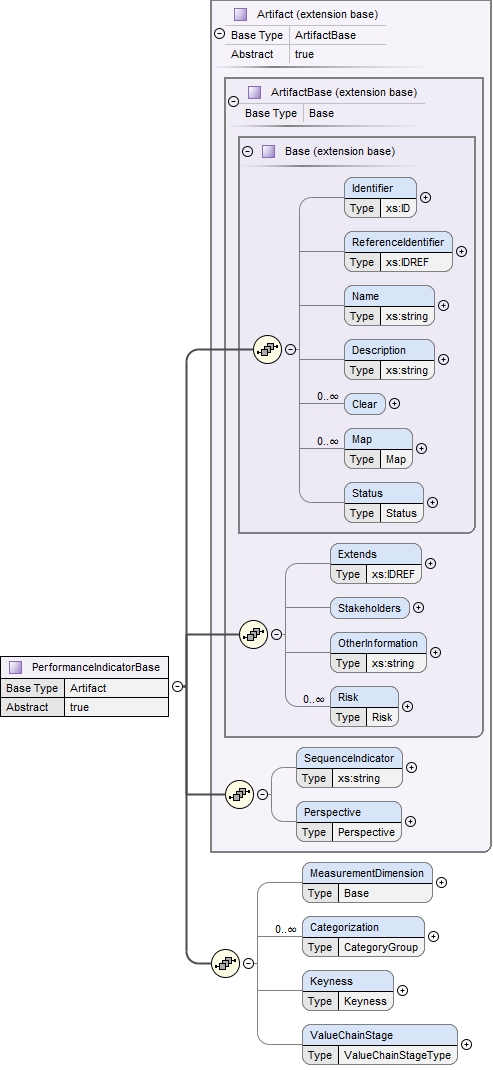 Artifact (extension base)
Base Type ArtifactBase
Abstract true
ArtifactBase (extension base)
Base Type Base
Base (extension base)
Identifier
Type xs:ID
ReferenceIdentifier
Type xs:IDREF
Name
Type xs:string
Description
Type xs:string
0..∞
Clear
0..∞
Map
Type Map
Status
Type Status
Extends
Type xs:IDREF
Stakeholders
OtherInformation
Type xs:string
0..∞
Risk
Type Risk
PerformanceIndicatorBase
Base Type Artifact
Abstract true
SequenceIndicator
Type xs:string
Perspective
Type Perspective
MeasurementDimension
Type Base
0..∞
Categorization
Type CategoryGroup
Keyness
Type Keyness
ValueChainStage
Type ValueChainStageType